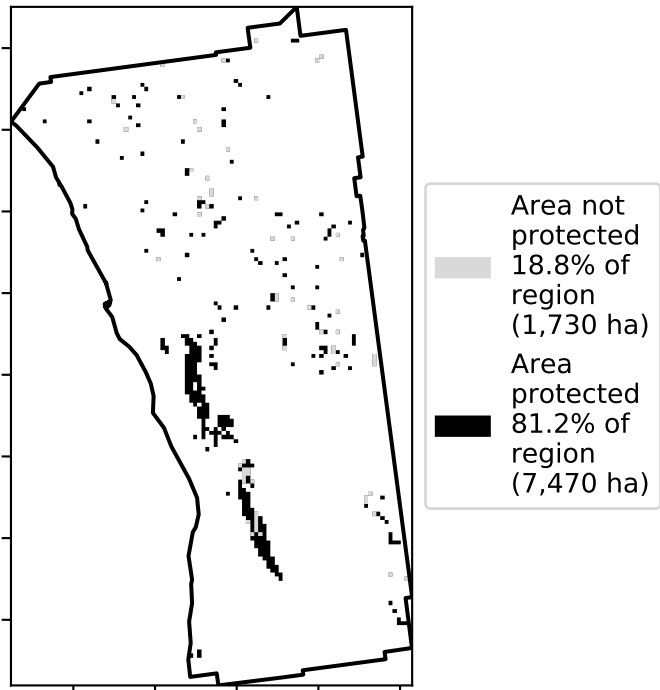 Area not
protected
18.8% of
region
(1,730 ha)
Area
protected
81.2% of
region
(7,470 ha)